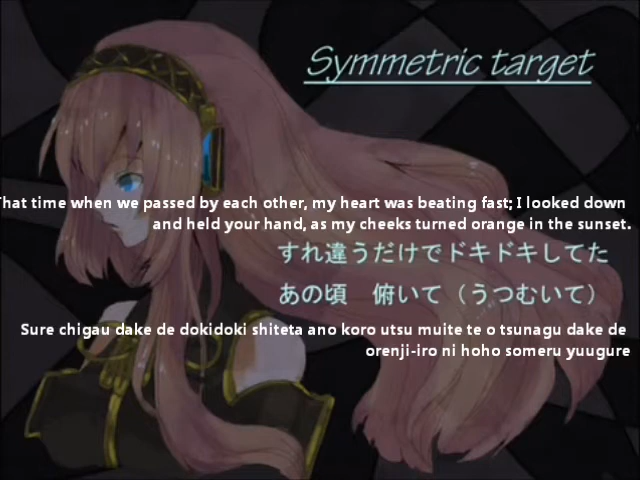 Symmetric target
That time when we passed by each other, my heart was beating fast; I looked down
and held your hand, as my cheeks turned orange in the sunset.
すれ違うだけでドキドキしてた
あの頃　俯いて（うつむいて）
Sure chigau dake de dokidoki shiteta ano koro utsu muite te o tsunagu dake de
orenji-iro ni hoho someru yuugure